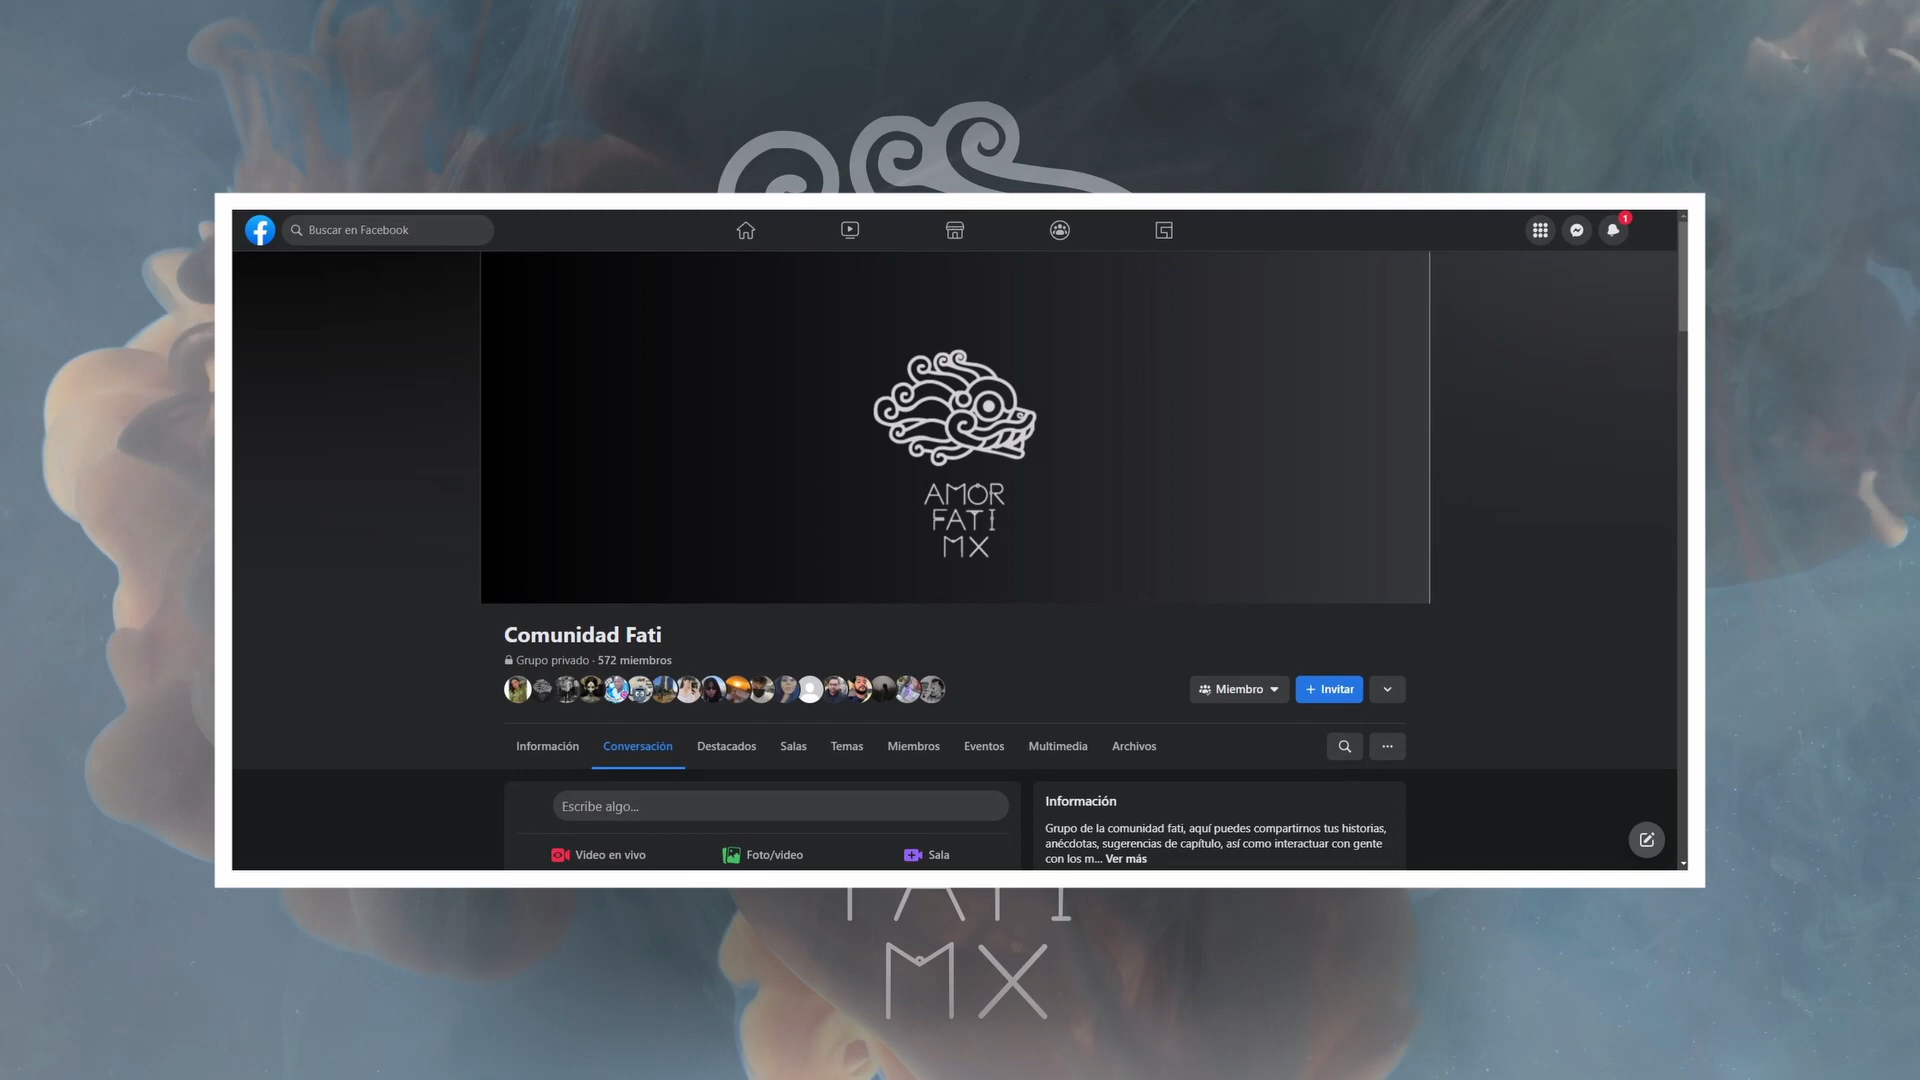 Buscar en Facebook
1
AMOR
FATI
MX
Comunidad Fati
Grupo privado · 572 miembros
Miembro
+ Invitar
Información
Conversación
Destacados
Salas
Temas
Miembros
Eventos
Multimedia
Archivos
Escribe algo...
Video en vivo
Foto/video
Sala
Información
Grupo de la comunidad fati, aquí puedes compartirnos tus historias,
anécdotas, sugerencias de capítulo, así como interactuar con gente
con los m... Ver más
FATI
MX